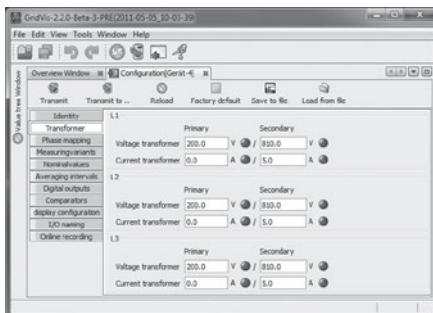 GridVis-2.2.0-Beta-3-PRE(2011-05-05_10-03-39)
File Edit View Tools Window Help
Value tree Window
Overview Window Configuration[Gerät-4]
Transmit Transmit to .. Reload Factory default Save to file Load from file
Identity
Transformer
Phase mapping
Measuringvariants
Nominalvalues
Averaging intervals
Digital outputs
Comparators
display configuration
I/O naming
Online recording
L1
Primary Secondary
Voltage transformer 200.0 V / 810.0 V
Current transformer 0.0 A / 5.0 A
L2
Primary Secondary
Voltage transformer 200.0 V / 810.0 V
Current transformer 0.0 A / 5.0 A
L3
Primary Secondary
Voltage transformer 200.0 V / 810.0 V
Current transformer 0.0 A / 5.0 A